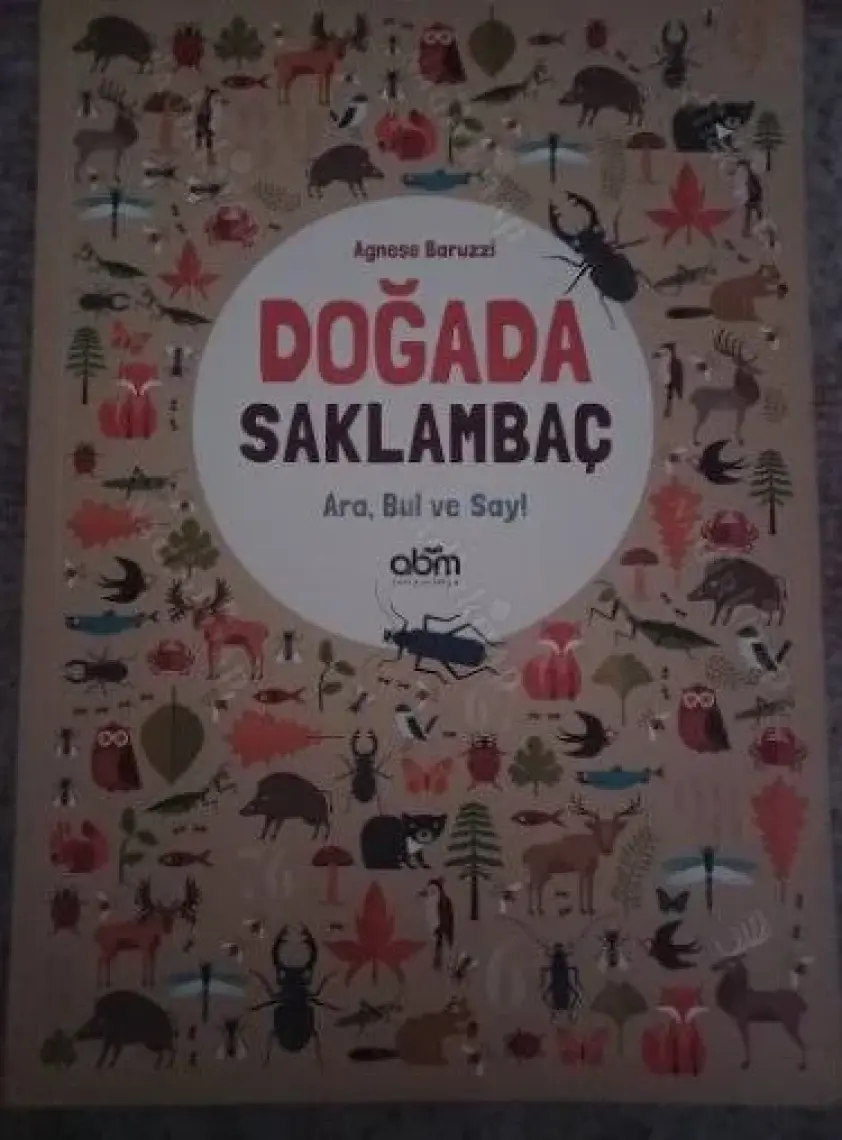 Agnese Baruzzi
DOĞADA
SAKLAMBAÇ
Ara, Bul ve Say!
abm